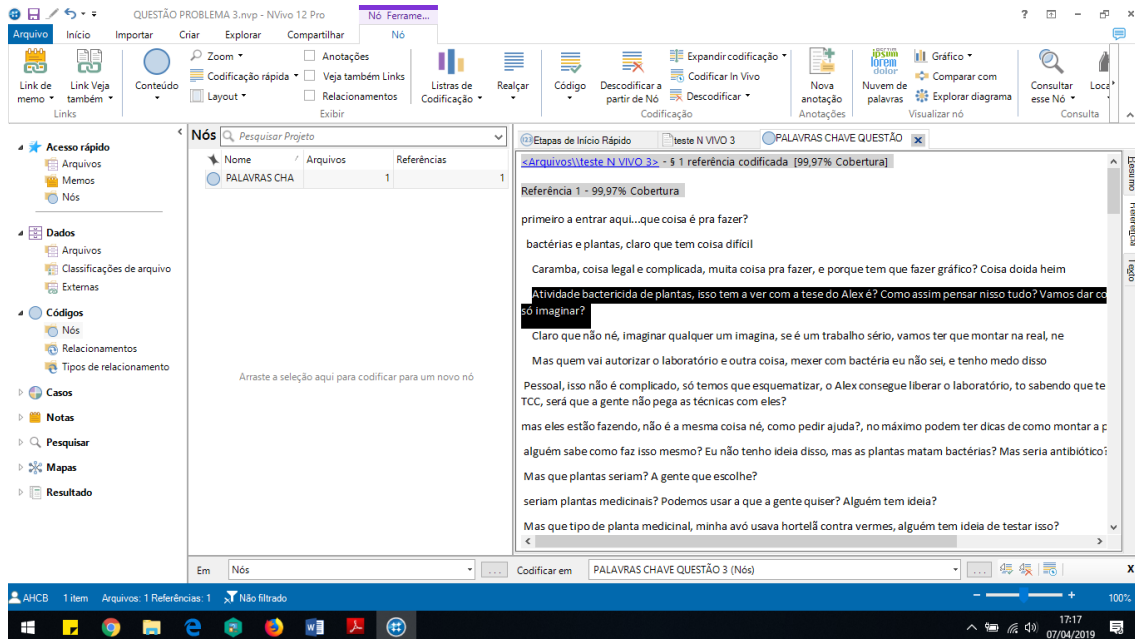 QUESTÃO PROBLEMA 3.nvp - NVivo 12 Pro
Nó Ferrame...
?
Arquivo Início Importar Criar Explorar Compartilhar Nó
Link de memo
Link Veja também
Links
Conteúdo
Zoom
Codificação rápida
Layout
Anotações
Veja também Links
Relacionamentos
Exibir
Listras de Codificação
Realçar
Código
Descodificar a partir de Nó
Expandir codificação
Codificar In Vivo
Descodificar
Codificação
Nova anotação
Anotações
Nuvem de palavras
Gráfico
Comparar com
Explorar diagrama
Visualizar nó
Consultar esse Nó
Consulta
Acesso rápido
Arquivos
Memos
Nós
Dados
Arquivos
Classificações de arquivo
Externas
Códigos
Nós
Relacionamentos
Tipos de relacionamento
Casos
Notas
Pesquisar
Mapas
Resultado
Nós Pesquisar Projeto
Nome Arquivos Referências
PALAVRAS CHA 1 1
Arraste a seleção aqui para codificar para um novo nó
Etapas de Início Rápido teste N VIVO 3 PALAVRAS CHAVE QUESTÃO x
<Arquivos\\teste N VIVO 3> - § 1 referência codificada [99,97% Cobertura]
Referência 1 - 99,97% Cobertura
primeiro a entrar aqui...que coisa é pra fazer?
bactérias e plantas, claro que tem coisa difícil
Caramba, coisa legal e complicada, muita coisa pra fazer, e porque tem que fazer gráfico? Coisa doida heim
Atividade bactericida de plantas, isso tem a ver com a tese do Alex é? Como assim pensar nisso tudo? Vamos dar co
só imaginar?
Claro que não né, imaginar qualquer um imagina, se é um trabalho sério, vamos ter que montar na real, ne
Mas quem vai autorizar o laboratório e outra coisa, mexer com bactéria eu não sei, e tenho medo disso
Pessoal, isso não é complicado, só temos que esquematizar, o Alex consegue liberar o laboratório, to sabendo que te
TCC, será que a gente não pega as técnicas com eles?
mas eles estão fazendo, não é a mesma coisa né, como pedir ajuda?, no máximo podem ter dicas de como montar a p
alguém sabe como faz isso mesmo? Eu não tenho ideia disso, mas as plantas matam bactérias? Mas seria antibiótico?
Mas que plantas seriam? A gente que escolhe?
seriam plantas medicinais? Podemos usar a que a gente quiser? Alguém tem ideia?
Mas que tipo de planta medicinal, minha avó usava hortelã contra vermes, alguém tem ideia de testar isso?
Resumo
Referência
Texto
Em Nós ... Codificar em PALAVRAS CHAVE QUESTÃO 3 (Nós) ... x
AHCB 1 item Arquivos: 1 Referências: 1 Não filtrado 100%
17:17
07/04/2019